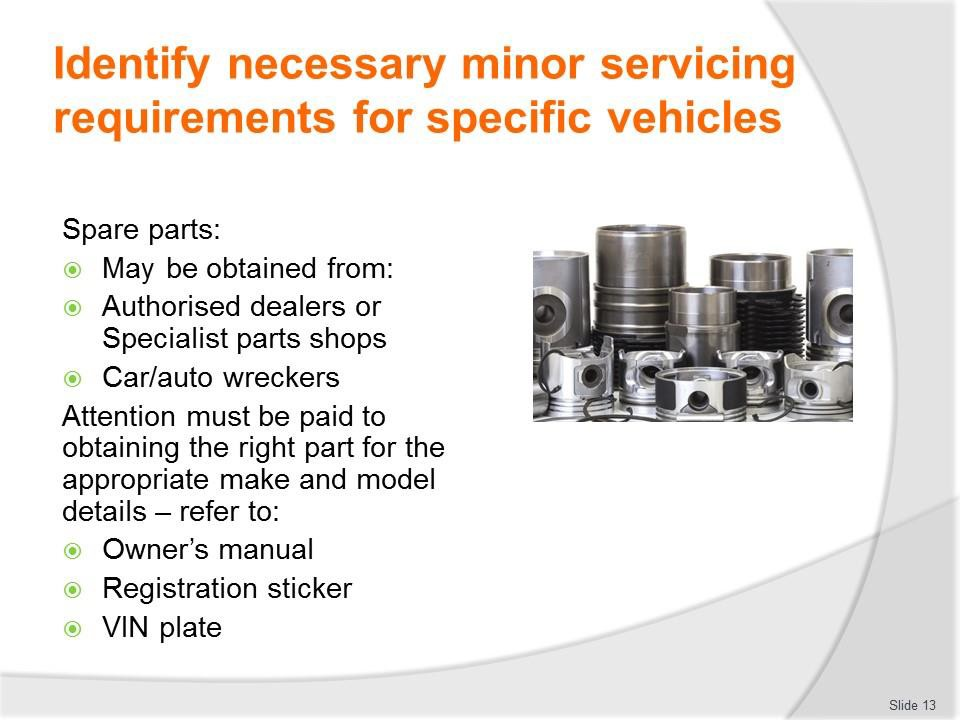 Identify necessary minor servicing
requirements for specific vehicles
Spare parts:
May be obtained from:
Authorised dealers or
Specialist parts shops
Car/auto wreckers
Attention must be paid to
obtaining the right part for the
appropriate make and model
details – refer to:
Owner’s manual
Registration sticker
VIN plate
Slide 13